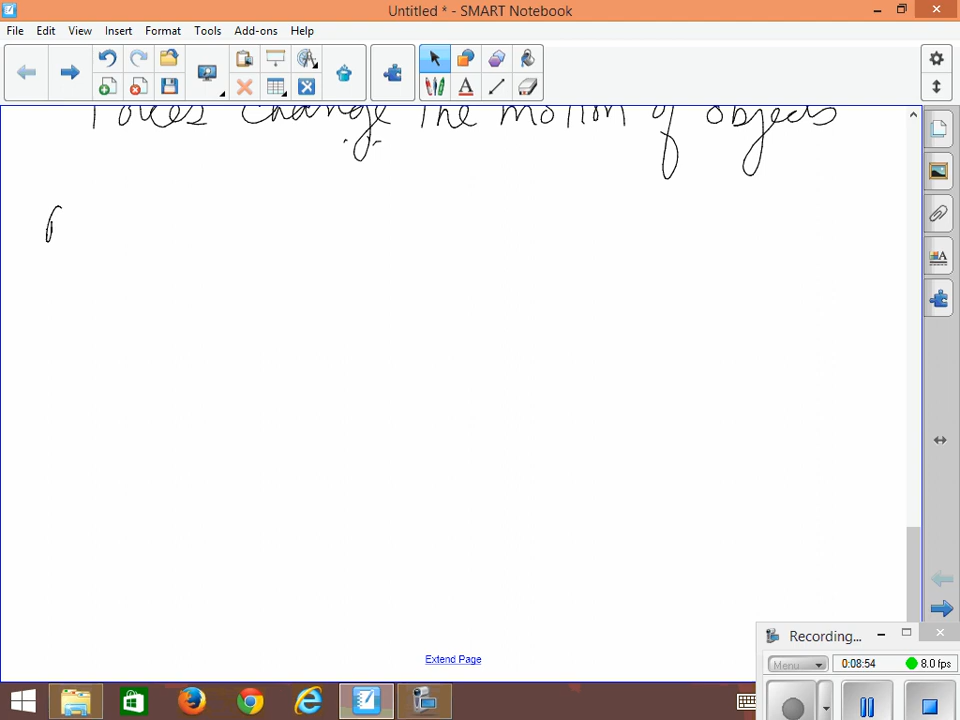 Untitled * - SMART Notebook
File Edit View Insert Format Tools Add-ons Help
Forces change the motion of objects
Extend Page
Recording...
Menu 0:08:54 8.0 fps